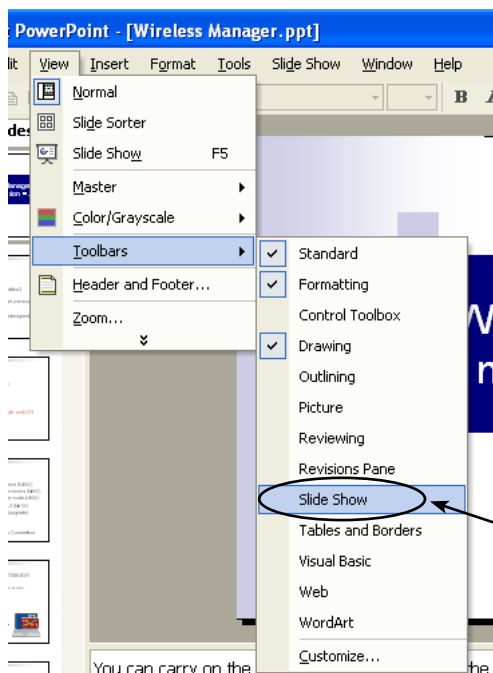 PowerPoint - [Wireless Manager.ppt]
View Insert Format Tools Slide Show Window Help
B
Normal
Slide Sorter
Slide Show F5
Master
Color/Grayscale
Toolbars
Header and Footer...
Zoom...
Standard
Formatting
Control Toolbox
Drawing
Outlining
Picture
Reviewing
Revisions Pane
Slide Show
Tables and Borders
Visual Basic
Web
WordArt
Customize...
You can carry on the